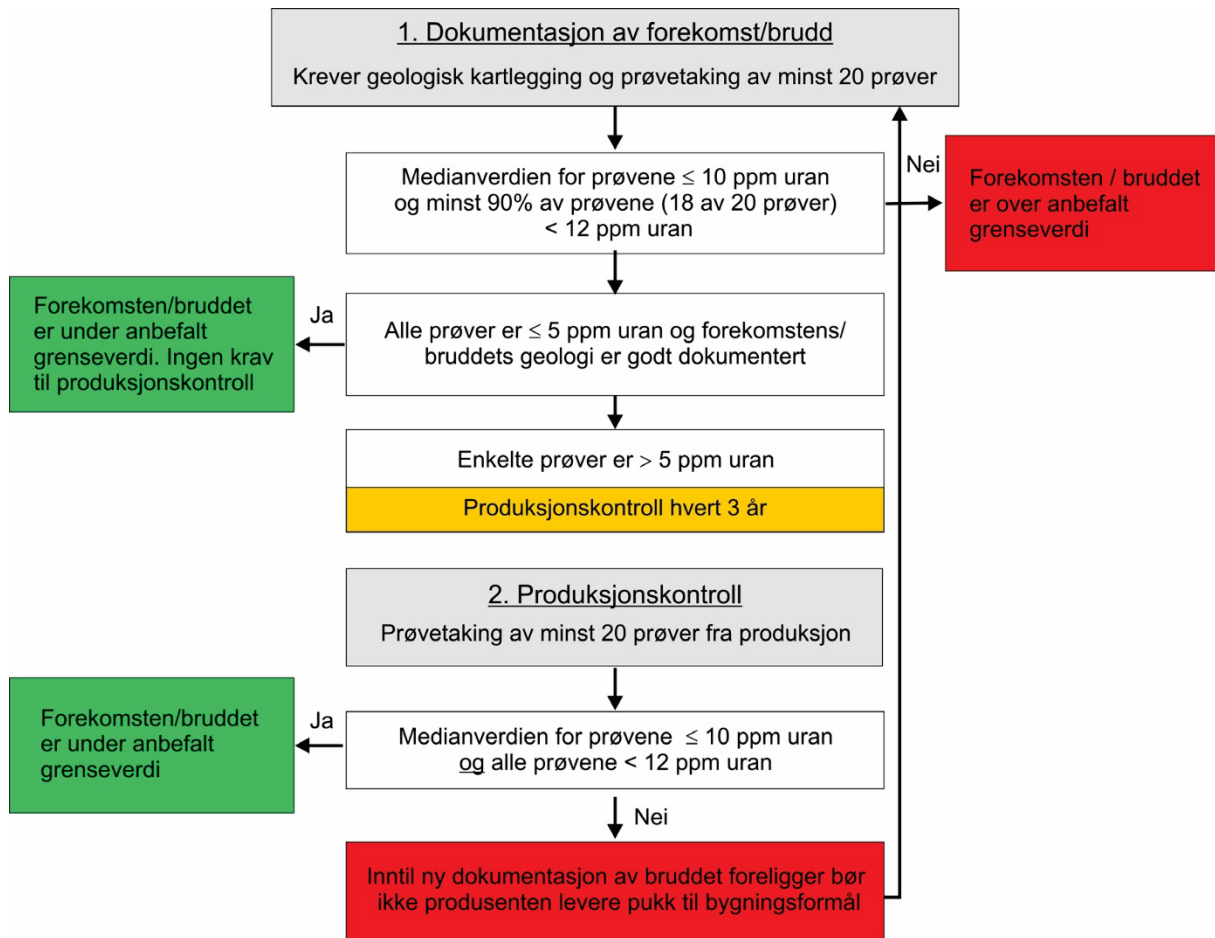 1. Dokumentasjon av forekomst/brudd
Krever geologisk kartlegging og prøvetaking av minst 20 prøver
Medianverdien for prøvene ≤ 10 ppm uran
og minst 90% av prøvene (18 av 20 prøver)
< 12 ppm uran
Nei
Forekomsten / bruddet
er over anbefalt
grenseverdi
Forekomsten/bruddet
er under anbefalt
grenseverdi. Ingen krav
til produksjonskontroll
Ja
Alle prøver er ≤ 5 ppm uran og forekomstens/
bruddets geologi er godt dokumentert
Enkelte prøver er > 5 ppm uran
Produksjonskontroll hvert 3 år
2. Produksjonskontroll
Prøvetaking av minst 20 prøver fra produksjon
Forekomsten/bruddet
er under anbefalt
grenseverdi
Ja
Medianverdien for prøvene ≤ 10 ppm uran
og alle prøvene < 12 ppm uran
Nei
Inntil ny dokumentasjon av bruddet foreligger bør
ikke produsenten levere pukk til bygningsformål